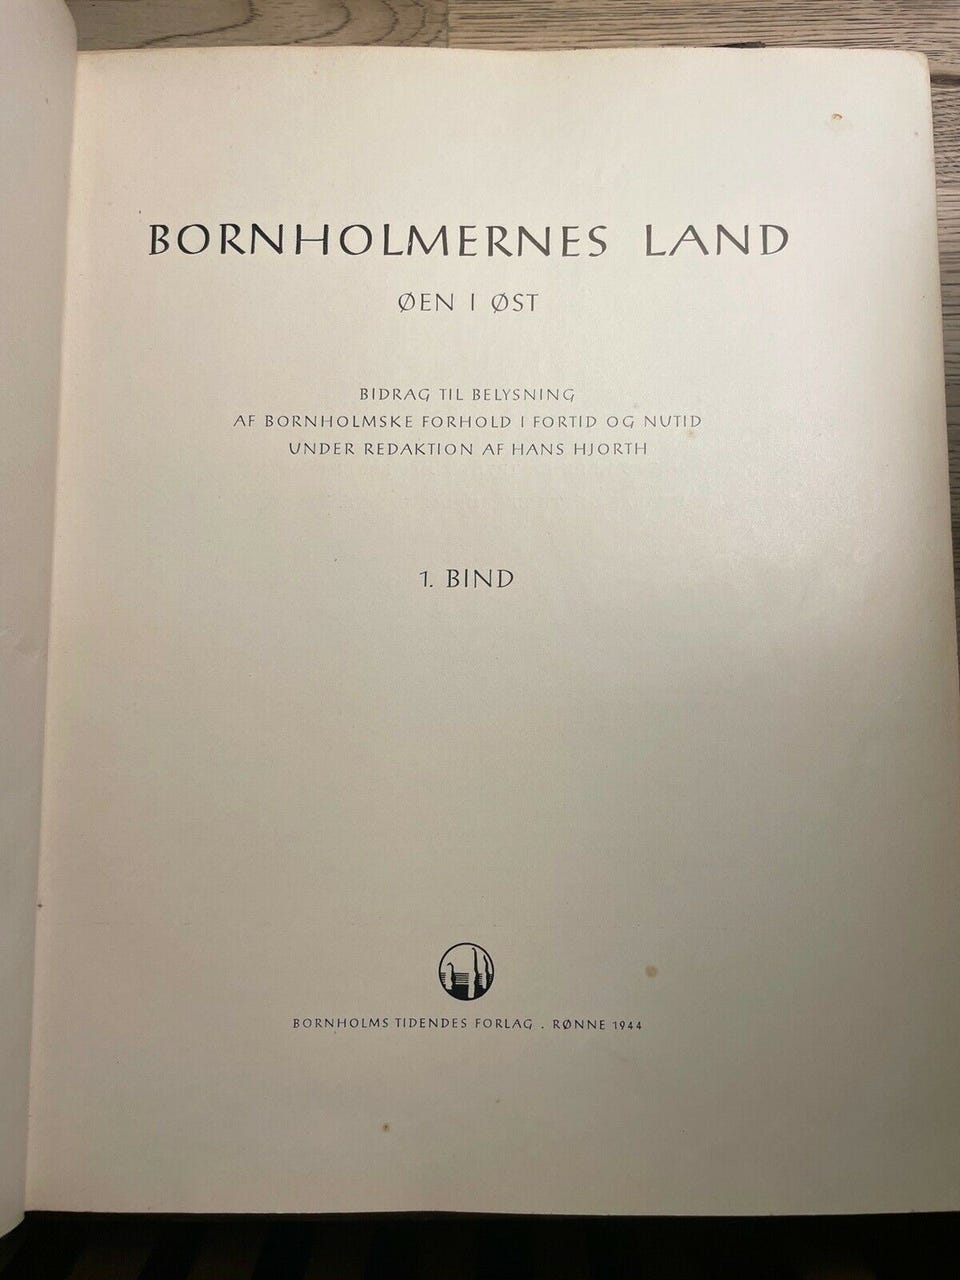 BORNHOLMERNES LAND
ØEN I ØST
BIDRAG TIL BELYSNING
AF BORNHOLMSKE FORHOLD I FORTID OG NUTID
UNDER REDAKTION AF HANS HJORTH
1. BIND
BORNHOLMS TIDENDES FORLAG . RØNNE 1944